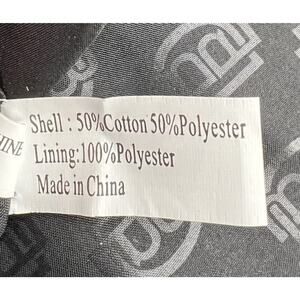 Shell : 50%Cotton 50%Polyester
Lining:100%Polyester
Made in China